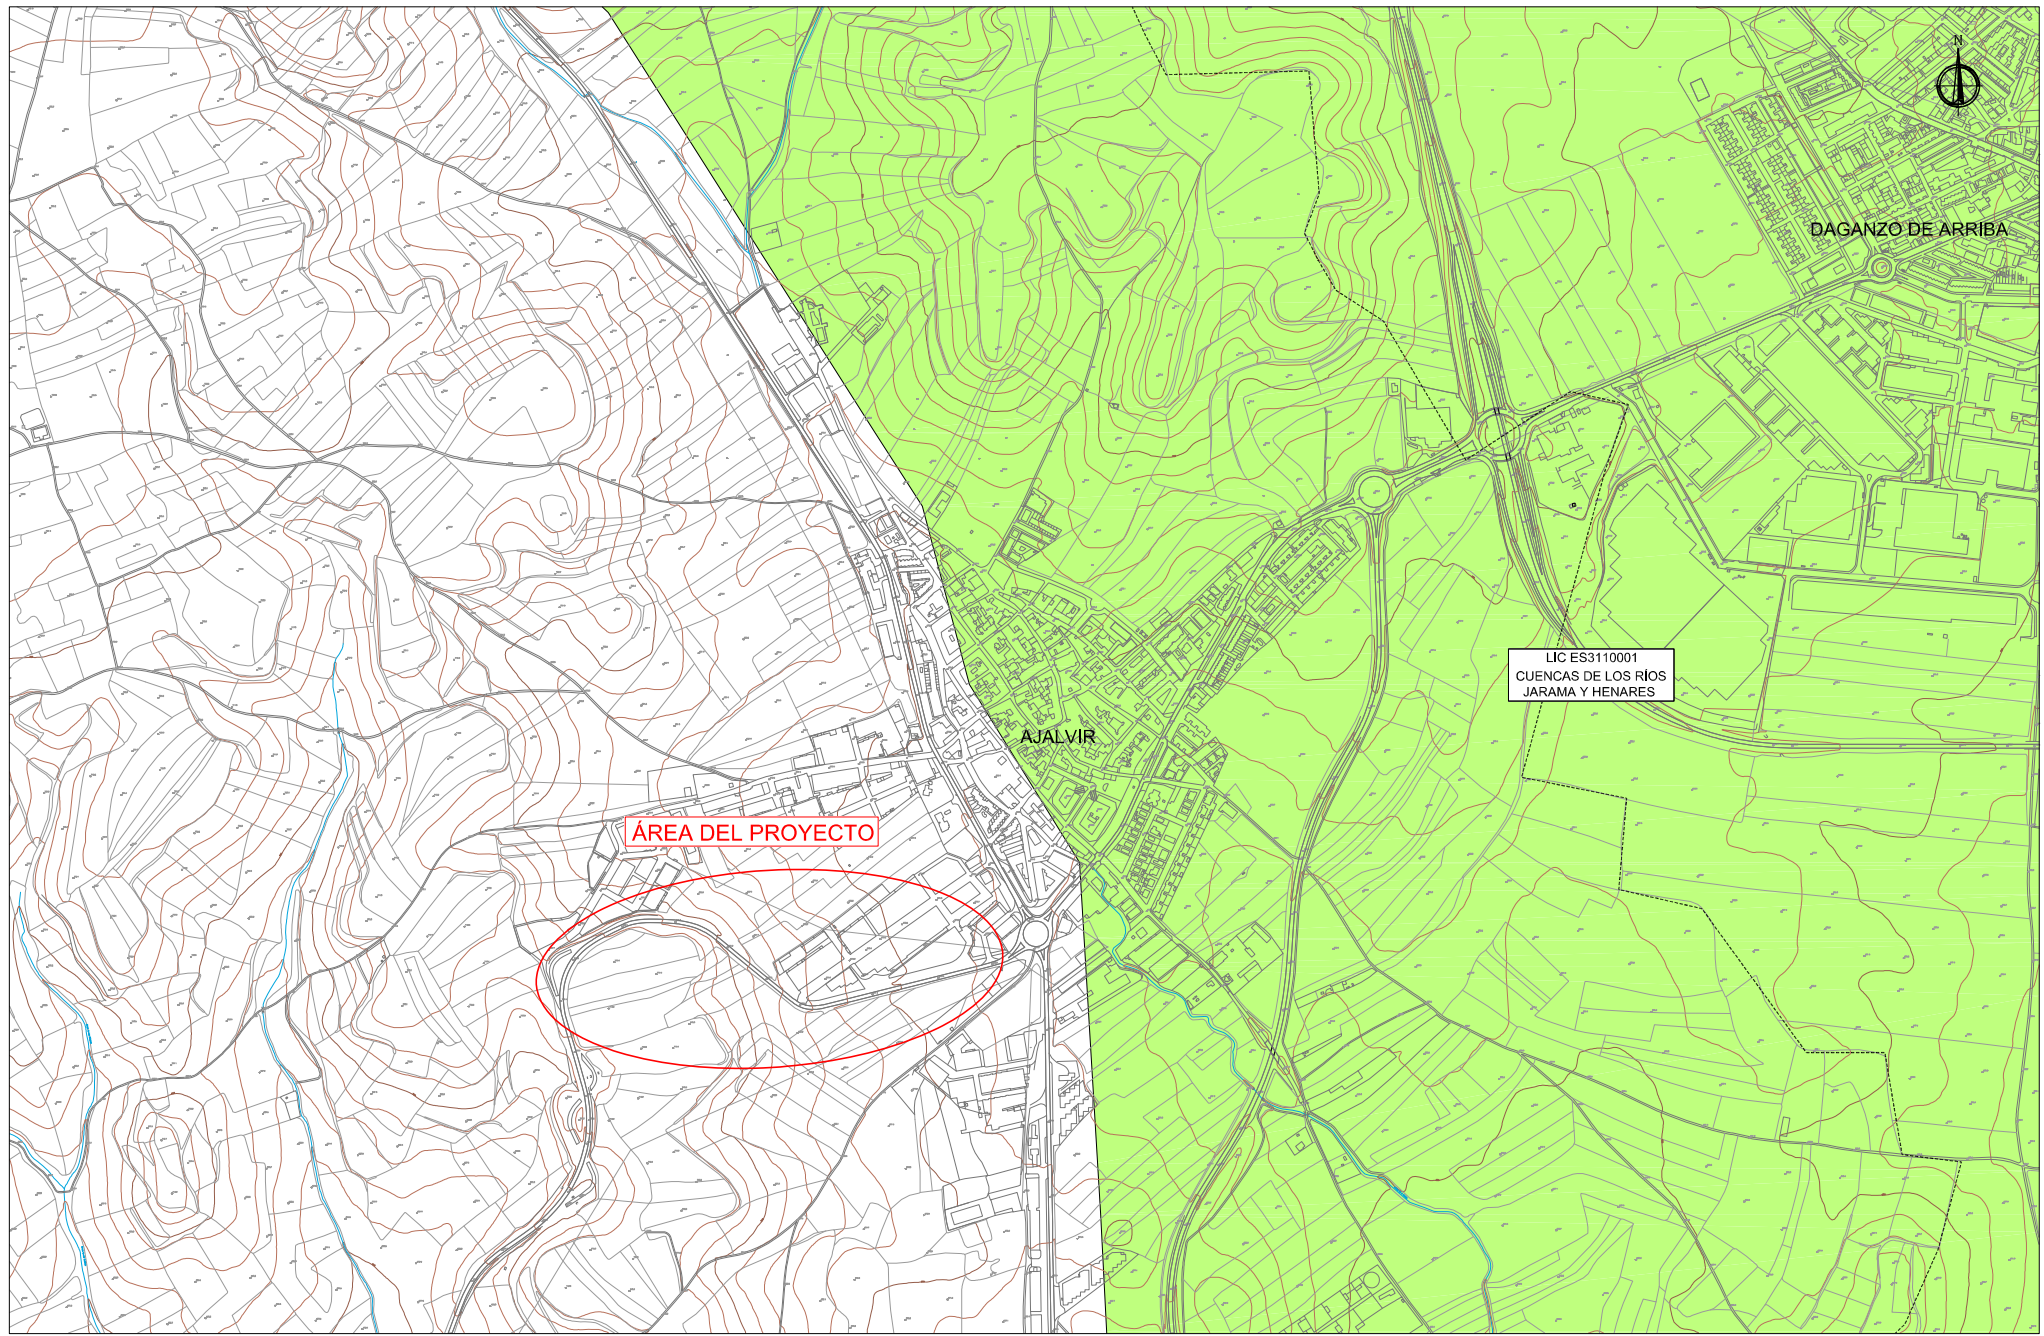 N
DAGANZO DE ARRIBA
LIC ES3110001
CUENCAS DE LOS RÍOS
JARAMA Y HENARES
AJALVIR
ÁREA DEL PROYECTO